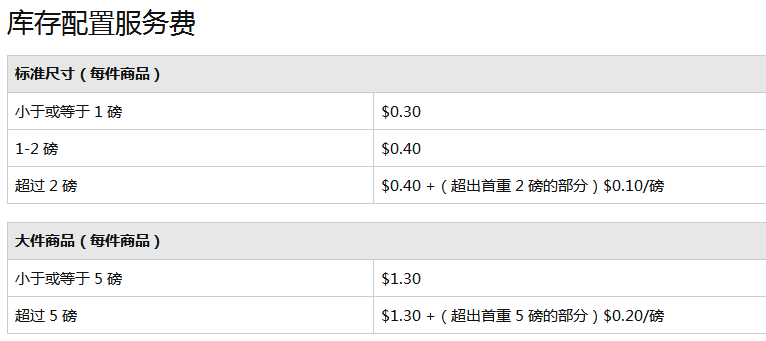 库存配置服务费
标准尺寸（每件商品）
小于或等于 1 磅 $0.30
1-2 磅 $0.40
超过 2 磅 $0.40 +（超出首重 2 磅的部分）$0.10/磅
大件商品（每件商品）
小于或等于 5 磅 $1.30
超过 5 磅 $1.30 +（超出首重 5 磅的部分）$0.20/磅